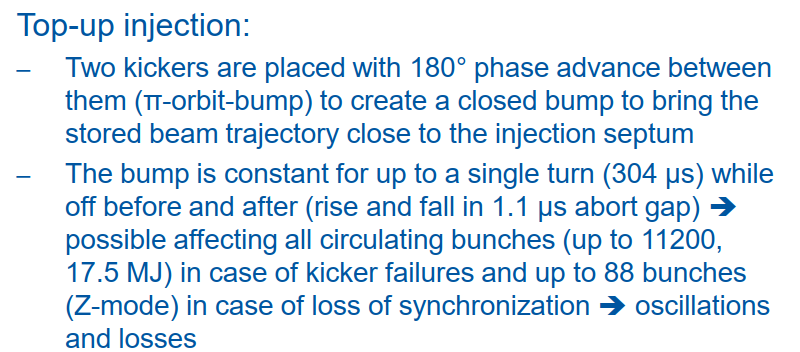 Top-up injection:
– Two kickers are placed with 180° phase advance between
them (π-orbit-bump) to create a closed bump to bring the
stored beam trajectory close to the injection septum
– The bump is constant for up to a single turn (304 µs) while
off before and after (rise and fall in 1.1 µs abort gap) ➔
possible affecting all circulating bunches (up to 11200,
17.5 MJ) in case of kicker failures and up to 88 bunches
(Z-mode) in case of loss of synchronization ➔ oscillations
and losses